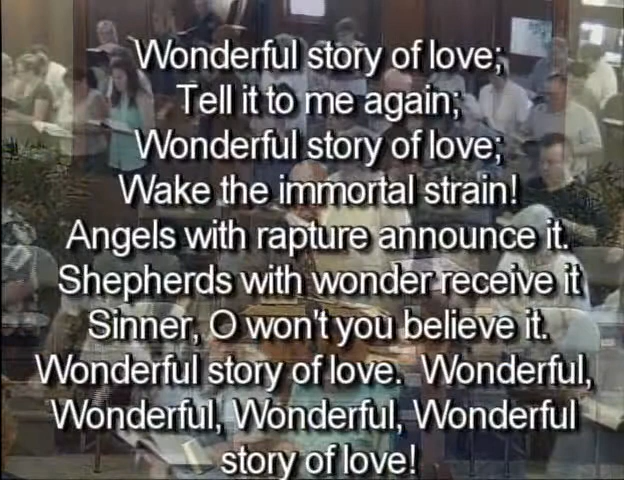 Wonderful story of love;
Tell it to me again;
Wonderful story of love;
Wake the immortal strain!
Angels with rapture announce it.
Shepherds with wonder receive it
Sinner, O won't you believe it.
Wonderful story of love.  Wonderful,
Wonderful, Wonderful, Wonderful
story of love!